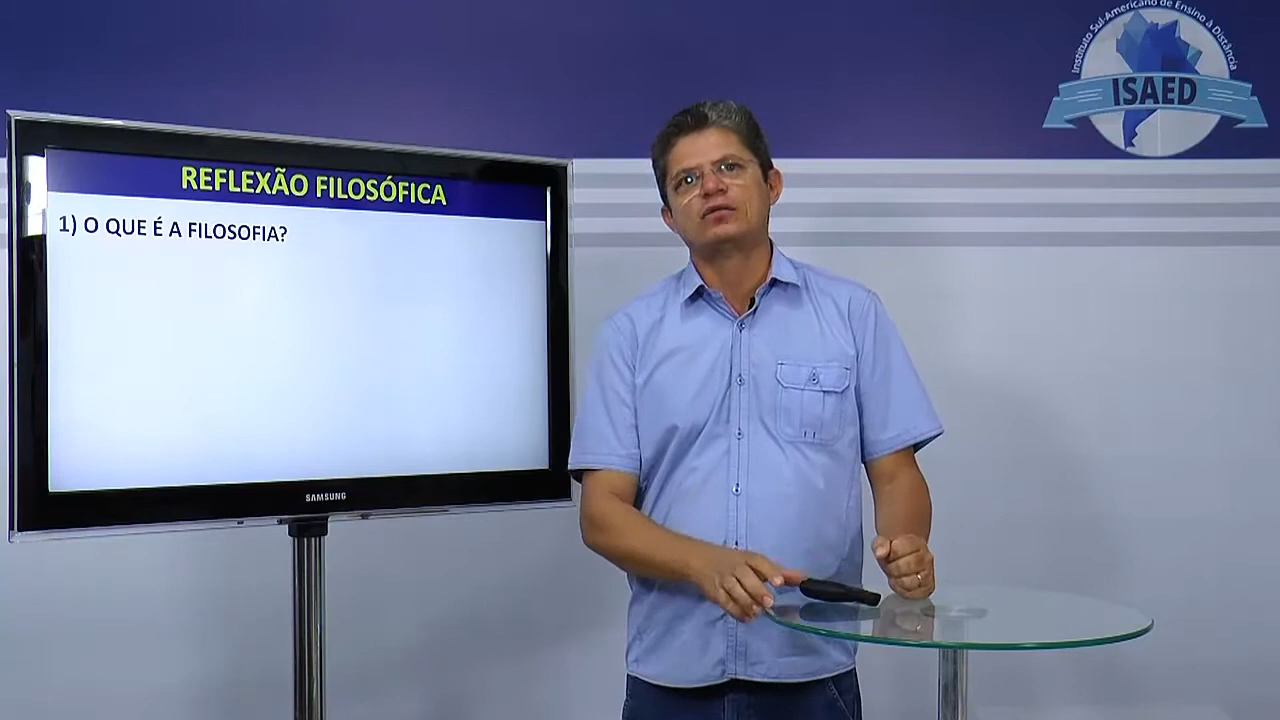 Instituto Sul-Americano de Ensino à Distância
ISAED
REFLEXÃO FILOSÓFICA
1) O QUE É A FILOSOFIA?
SAMSUNG